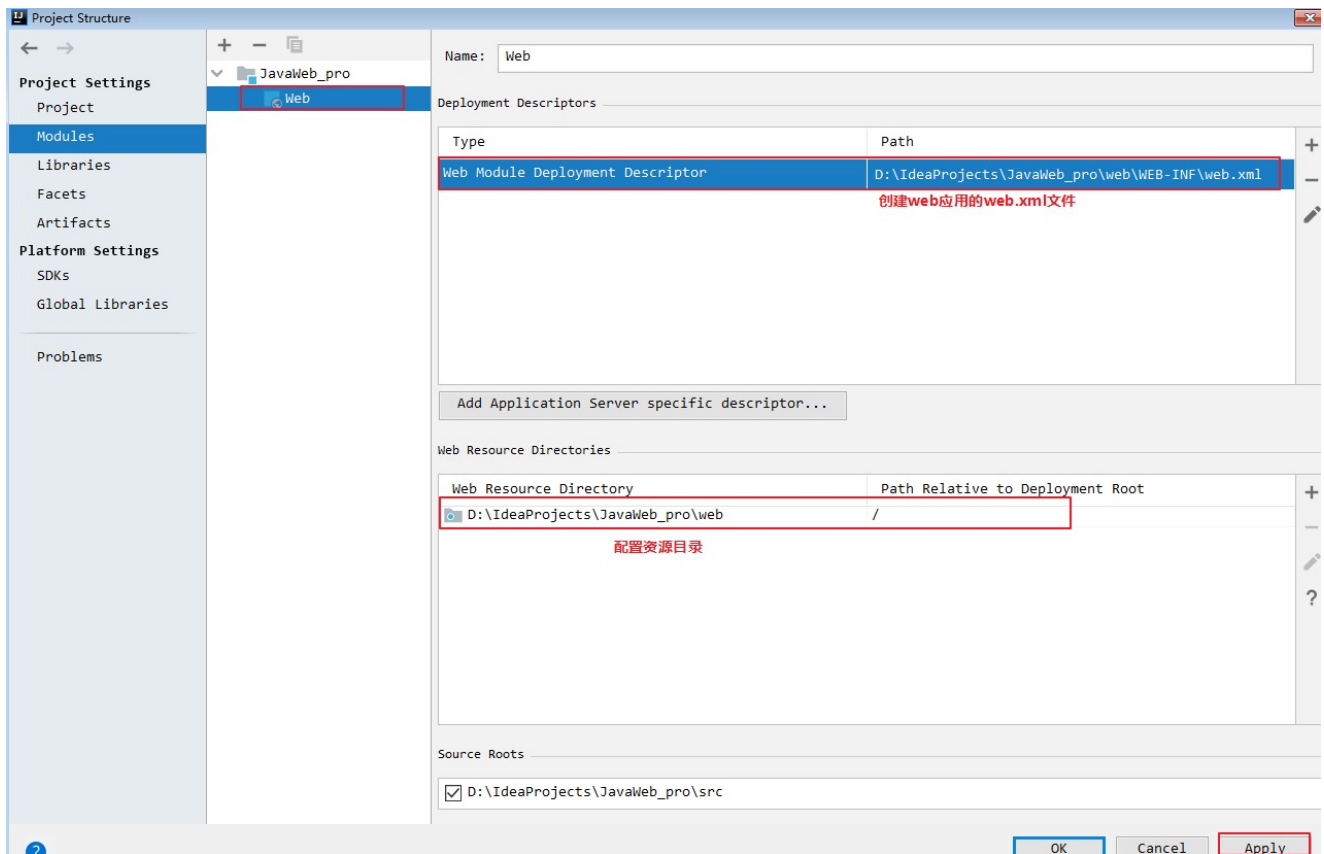 Project Structure
Project Settings
Project
Modules
Libraries
Facets
Artifacts
Platform Settings
SDKs
Global Libraries
Problems
JavaWeb_pro
Web
Name: Web
Deployment Descriptors
Type Path
Web Module Deployment Descriptor D:\IdeaProjects\JavaWeb_pro\web\WEB-INF\web.xml
创建web应用的web.xml文件
Add Application Server specific descriptor...
Web Resource Directories
Web Resource Directory Path Relative to Deployment Root
D:\IdeaProjects\JavaWeb_pro\web /
配置资源目录
Source Roots
D:\IdeaProjects\JavaWeb_pro\src
OK Cancel Apply